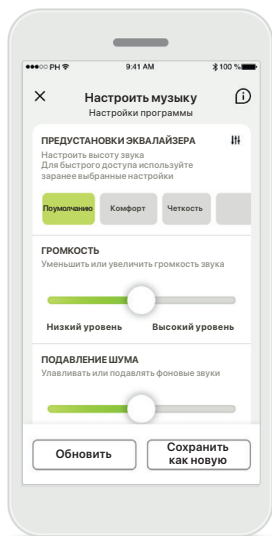 ●●●○○ PH 9:41 AM 100 %
Настроить музыку
Настройки программы
ПРЕДУСТАНОВКИ ЭКВАЛАЙЗЕРА
Настроить высоту звука
Для быстрого доступа используйте
заранее выбранные настройки
Поумолчанию Комфорт Четкость
ГРОМКОСТЬ
Уменьшить или увеличить громкость звука
Низкий уровень Высокий уровень
ПОДАВЛЕНИЕ ШУМА
Улавливать или подавлять фоновые звуки
Обновить Сохранить
как новую